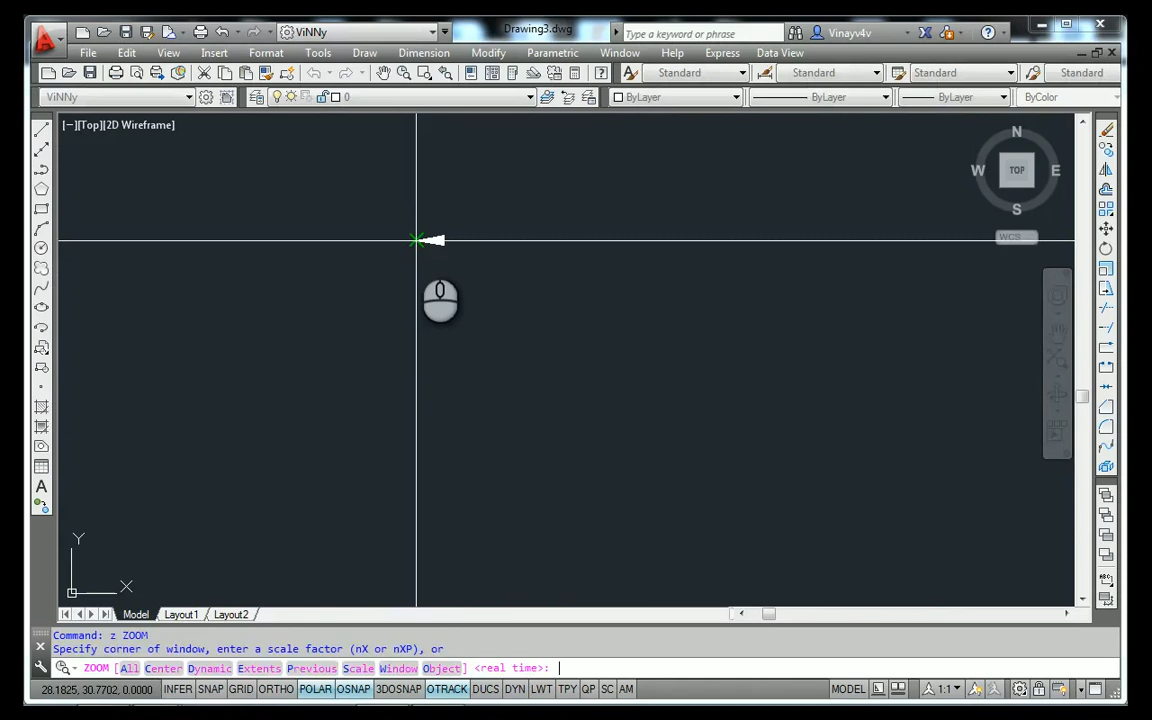 ViNNy
Drawing3.dwg
Type a keyword or phrase
Vinayv4v
File Edit View Insert Format Tools Draw Dimension Modify Parametric Window Help Express Data View
Standard Standard Standard Standard
ViNNy 0 ByLayer ByLayer ByLayer ByColor
[−][Top][2D Wireframe]
N
W TOP E
S
WCS
Y
X
Model Layout1 Layout2
Command: z ZOOM
Specify corner of window, enter a scale factor (nX or nXP), or
ZOOM [All Center Dynamic Extents Previous Scale Window Object] <real time>:
28.1825, 30.7702, 0.0000 INFER SNAP GRID ORTHO POLAR OSNAP 3DOSNAP OTRACK DUCS DYN LWT TPY QP SC AM MODEL 1:1